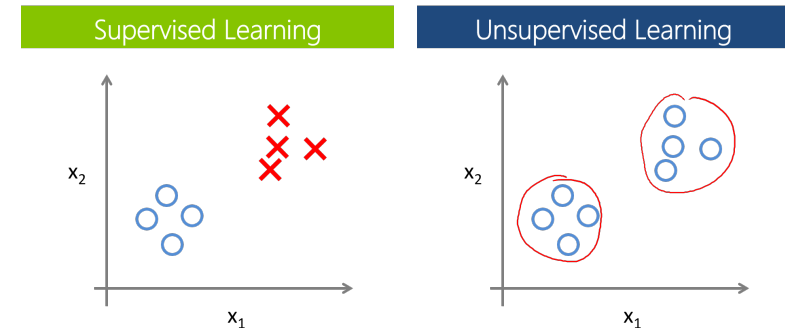 Supervised Learning
Unsupervised Learning
x₂
x₁
x₂
x₁